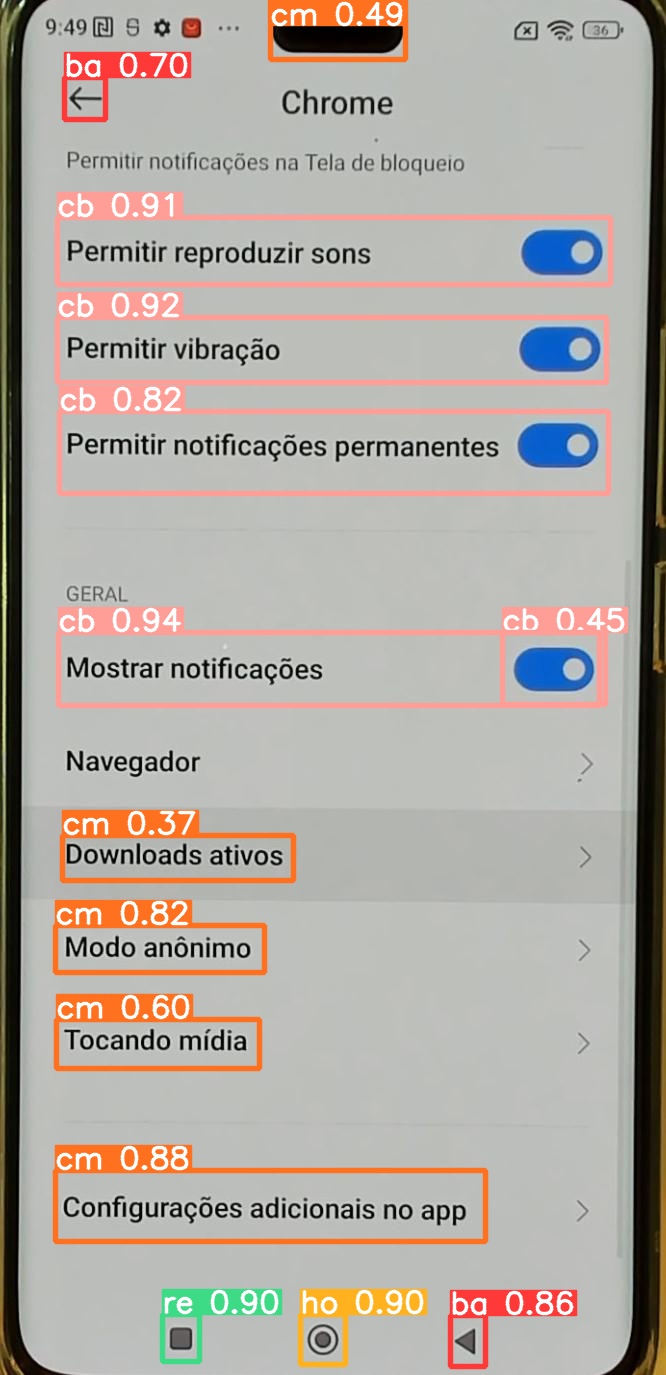 cm 0.49
9:49 S ... 36
ba 0.70
Chrome
Permitir notificações na Tela de bloqueio
cb 0.91
Permitir reproduzir sons
cb 0.92
Permitir vibração
cb 0.82
Permitir notificações permanentes
GERAL
cb 0.94 cb 0.45
Mostrar notificações
Navegador
cm 0.37
Downloads ativos
cm 0.82
Modo anônimo
cm 0.60
Tocando mídia
cm 0.88
Configurações adicionais no app
re 0.90 ho 0.90 ba 0.86